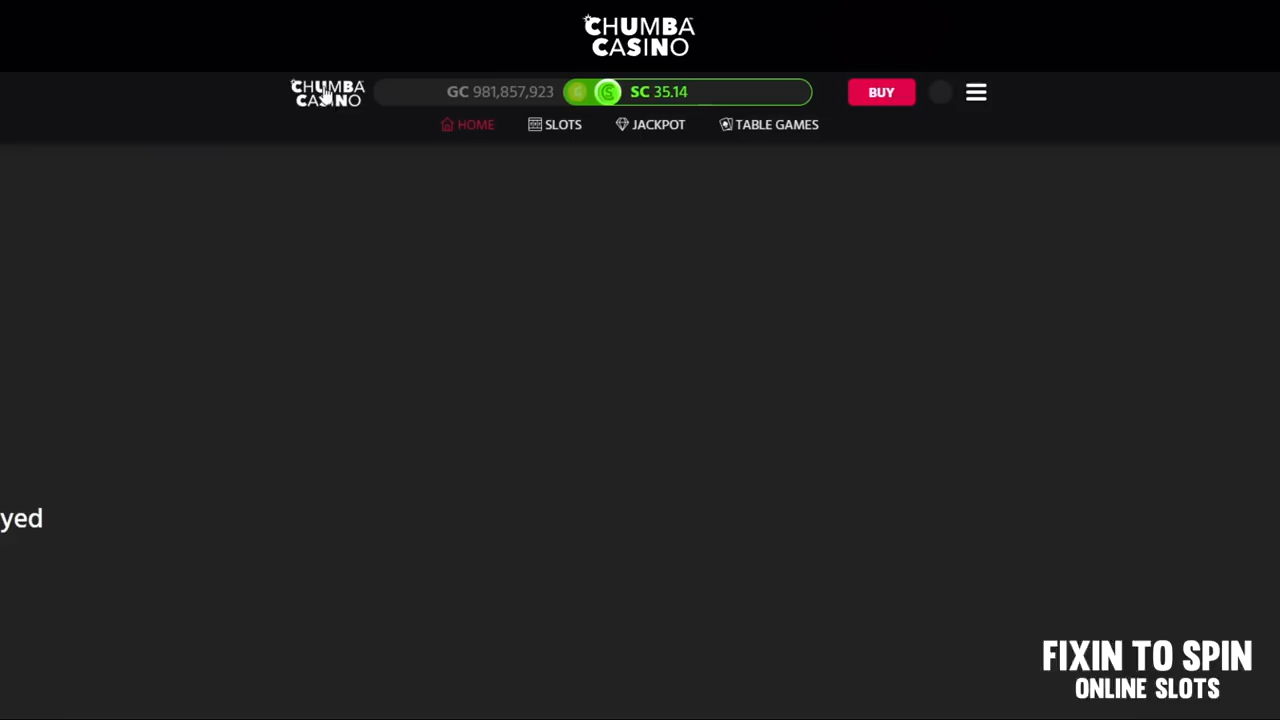 CHUMBA
CASINO
CHUMBA
CASINO
GC 981,857,923
SC 35.14
BUY
HOME
SLOTS
JACKPOT
TABLE GAMES
yed
FIXIN TO SPIN
ONLINE SLOTS